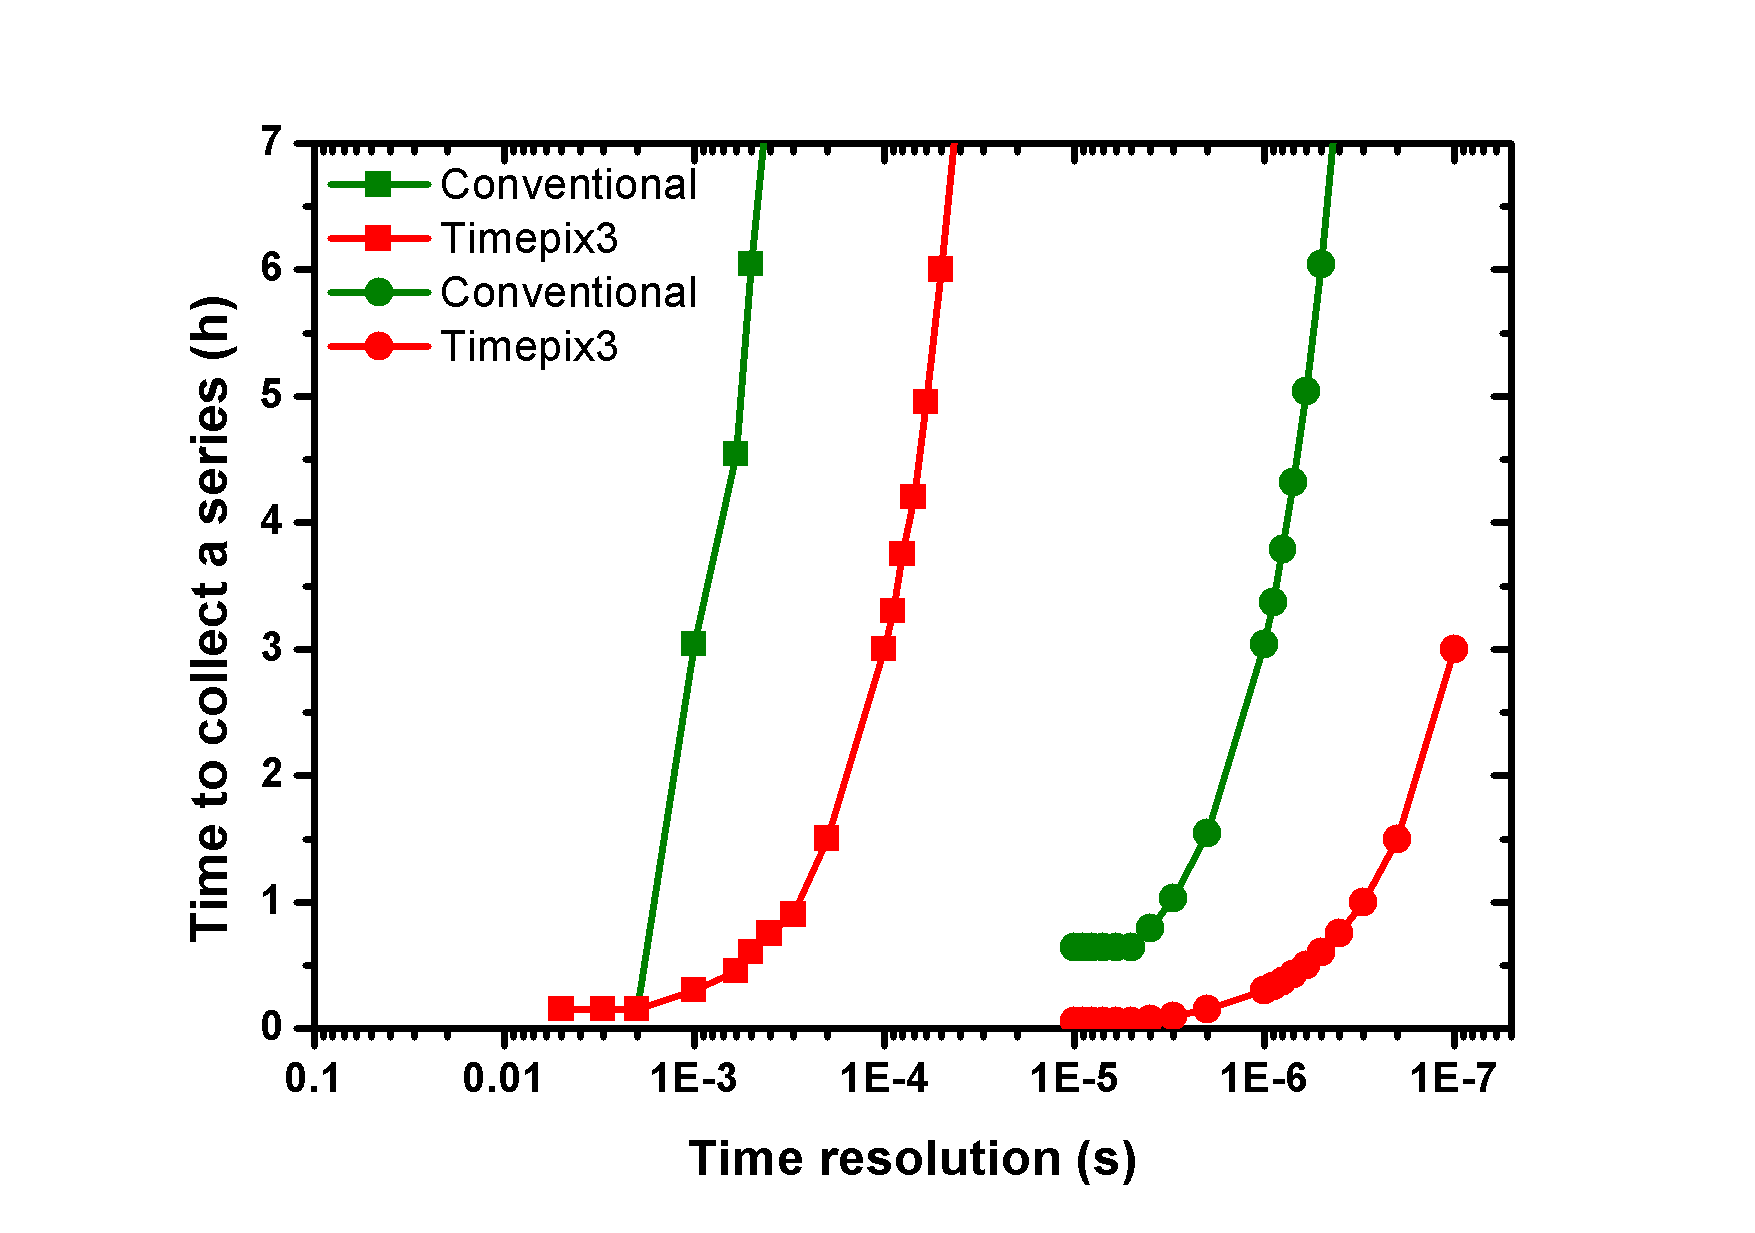 7
6
5
4
3
2
1
0
Time to collect a series (h)
Conventional
Timepix3
Conventional
Timepix3
0.1 0.01 1E-3 1E-4 1E-5 1E-6 1E-7
Time resolution (s)